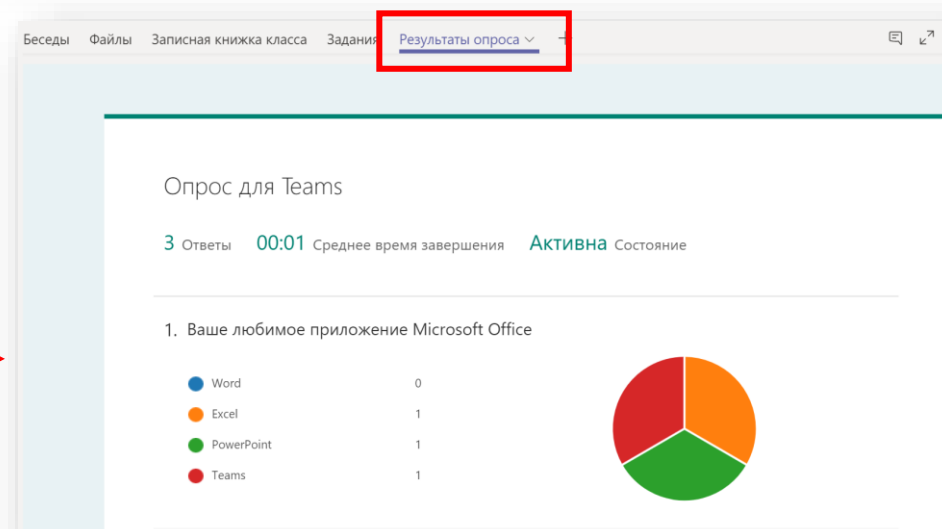 Беседы Файлы Записная книжка класса Задания Результаты опроса
Опрос для Teams
3 Ответы 00:01 Среднее время завершения Активна Состояние
1. Ваше любимое приложение Microsoft Office
Word 0
Excel 1
PowerPoint 1
Teams 1